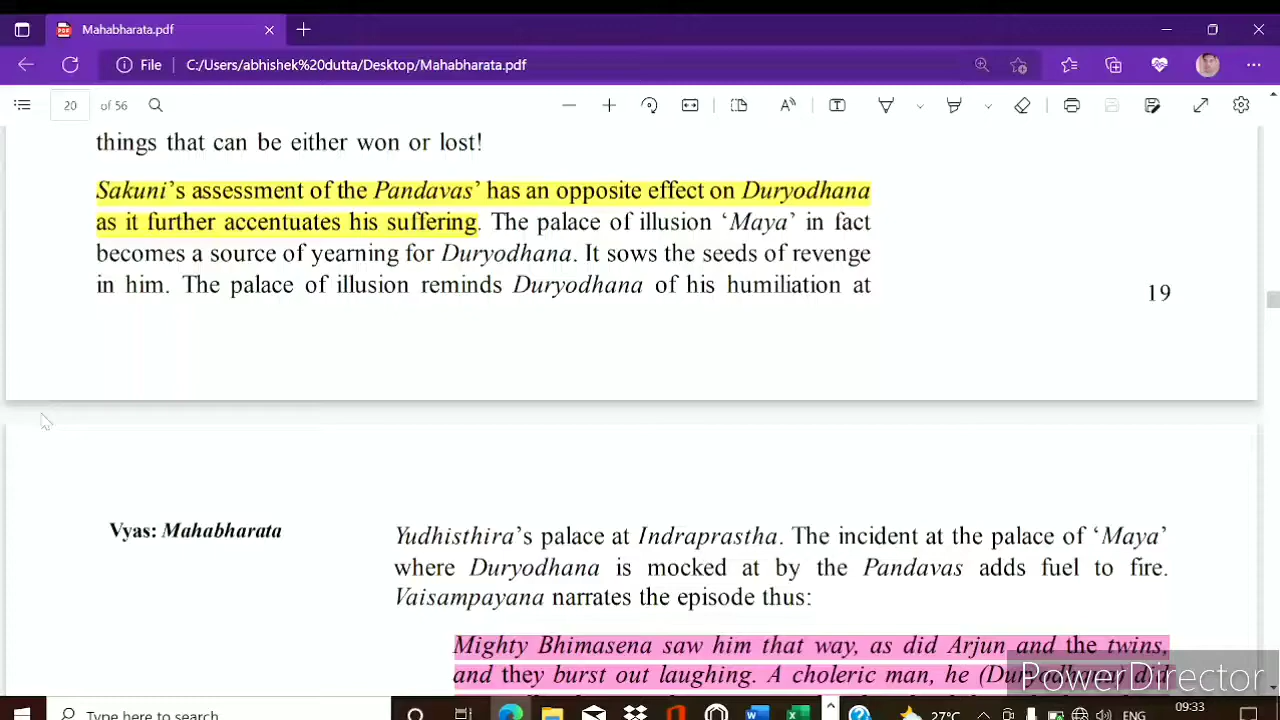 Mahabharata.pdf
File
C:/Users/abhishek%20dutta/Desktop/Mahabharata.pdf
20 of 56
things that can be either won or lost!
Sakuni's assessment of the Pandavas' has an opposite effect on Duryodhana
as it further accentuates his suffering. The palace of illusion 'Maya' in fact
becomes a source of yearning for Duryodhana. It sows the seeds of revenge
in him. The palace of illusion reminds Duryodhana of his humiliation at
19
Vyas: Mahabharata
Yudhisthira's palace at Indraprastha. The incident at the palace of 'Maya'
where Duryodhana is mocked at by the Pandavas adds fuel to fire.
Vaisampayana narrates the episode thus:
Mighty Bhimasena saw him that way, as did Arjun and the twins,
and they burst out laughing. A choleric man, he
PowerDirector
Type here to search
27°C
ENG
09:33